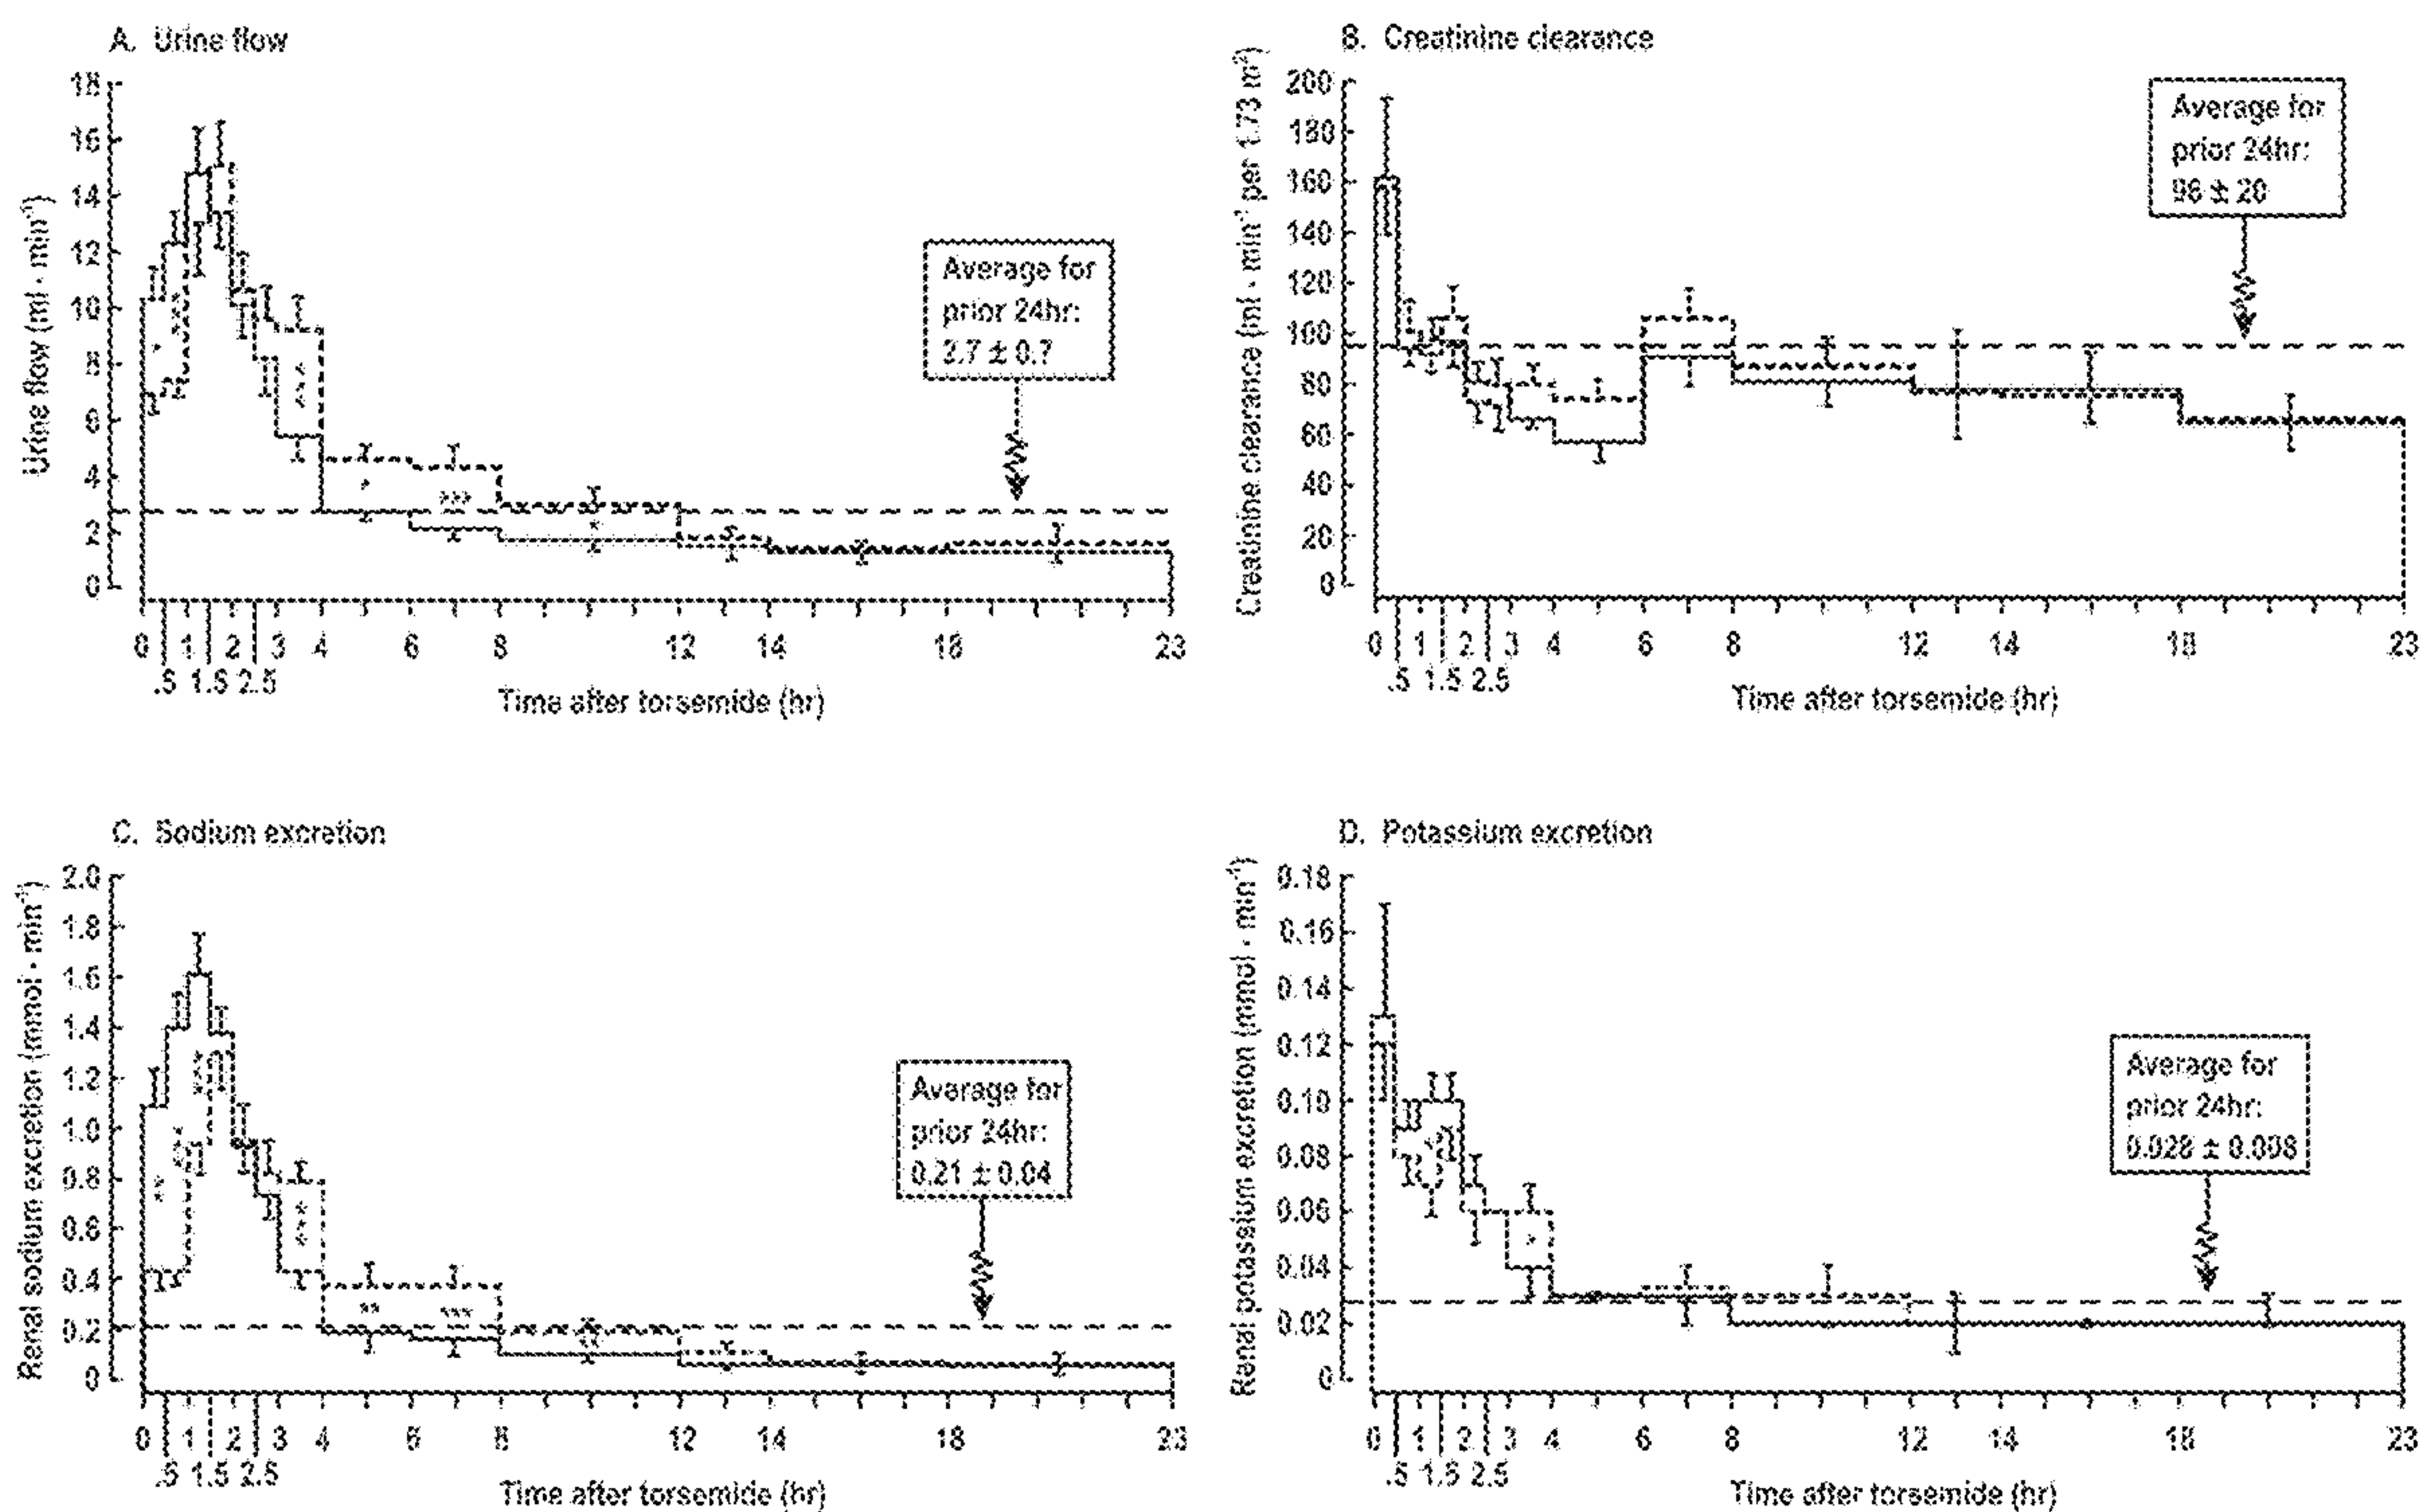 A. Urine flow
Urine flow (ml · min⁻¹)
18
16
14
12
10
8
6
4
2
0
Average for
prior 24hr:
2.7 ± 0.7
0 1 2 3 4 6 8 12 14 18 23
.5 1.5 2.5
Time after torsemide (hr)
B. Creatinine clearance
Creatinine clearance (ml · min⁻¹ per 1.73 m²)
200
180
160
140
120
100
80
60
40
20
0
Average for
prior 24hr:
96 ± 20
0 1 2 3 4 6 8 12 14 18 23
.5 1.5 2.5
Time after torsemide (hr)
C. Sodium excretion
Renal sodium excretion (mmol · min⁻¹)
2.0
1.8
1.6
1.4
1.2
1.0
0.8
0.6
0.4
0.2
0
Average for
prior 24hr:
0.21 ± 0.04
0 1 2 3 4 6 8 12 14 18 23
.5 1.5 2.5
Time after torsemide (hr)
D. Potassium excretion
Renal potassium excretion (mmol · min⁻¹)
0.18
0.16
0.14
0.12
0.10
0.08
0.06
0.04
0.02
0
Average for
prior 24hr:
0.028 ± 0.008
0 1 2 3 4 6 8 12 14 18 23
.5 1.5 2.5
Time after torsemide (hr)